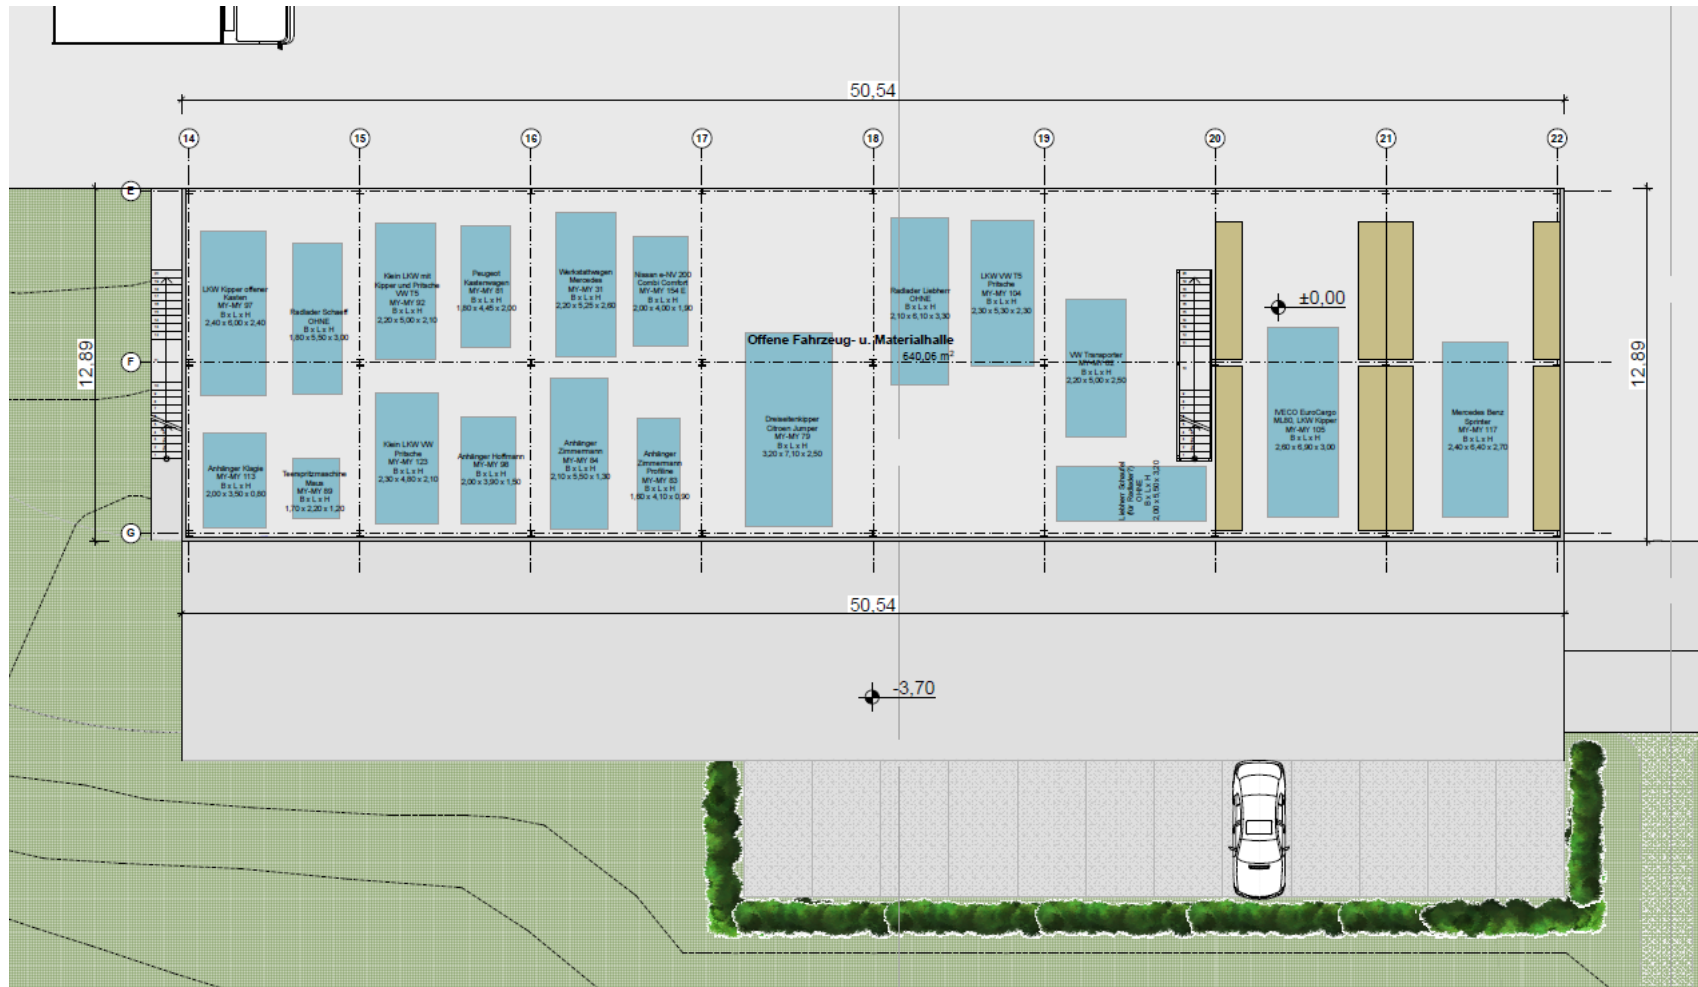 50,54
14
15
16
17
18
19
20
21
22
E
F
G
12,89
12,89
LKW Kipper offener
Kasten
MY-MY 97
B x L x H
2,40 x 6,00 x 2,40
Radlader Schaeff
OHNE
B x L x H
1,80 x 5,50 x 3,00
Klein LKW mit
Kipper und Pritsche
VW T5
MY-MY 92
B x L x H
2,20 x 5,00 x 2,10
Peugeot
Kastenwagen
MY-MY 81
B x L x H
1,80 x 4,45 x 2,00
Werkstattwagen
Mercedes
MY-MY 31
B x L x H
2,20 x 5,25 x 2,60
Nissan e-NV 200
Combi Comfort
MY-MY 154 E
B x L x H
2,00 x 4,00 x 1,90
Radlader Liebherr
OHNE
B x L x H
2,10 x 6,10 x 3,30
LKW VW T5
Pritsche
MY-MY 104
B x L x H
2,30 x 5,30 x 2,30
±0,00
Offene Fahrzeug- u. Materialhalle
640,06 m²
VW Transporter
B x L x H
2,20 x 5,00 x 2,50
Anhänger Klagie
MY-MY 113
B x L x H
2,00 x 3,50 x 0,80
Teerspritzmaschine
Maus
MY-MY 89
B x L x H
1,70 x 2,20 x 1,20
Klein LKW VW
Pritsche
MY-MY 123
B x L x H
2,30 x 4,80 x 2,10
Anhänger Hoffmann
MY-MY 98
B x L x H
2,00 x 3,90 x 1,50
Anhänger
Zimmermann
MY-MY 84
B x L x H
2,10 x 5,50 x 1,30
Anhänger
Zimmermann
Profiline
MY-MY 83
B x L x H
1,60 x 4,10 x 0,90
Dreiseitenkipper
Citroen Jumper
MY-MY 79
B x L x H
3,20 x 7,10 x 2,50
Liebherr Schaufel
(für Radlader?)
OHNE
B x L x H
2,00 x 5,50 x 3,20
IVECO EuroCargo
ML80, LKW Kipper
MY-MY 105
B x L x H
2,60 x 6,90 x 3,00
Mercedes Benz
Sprinter
MY-MY 117
B x L x H
2,40 x 6,40 x 2,70
50,54
-3,70